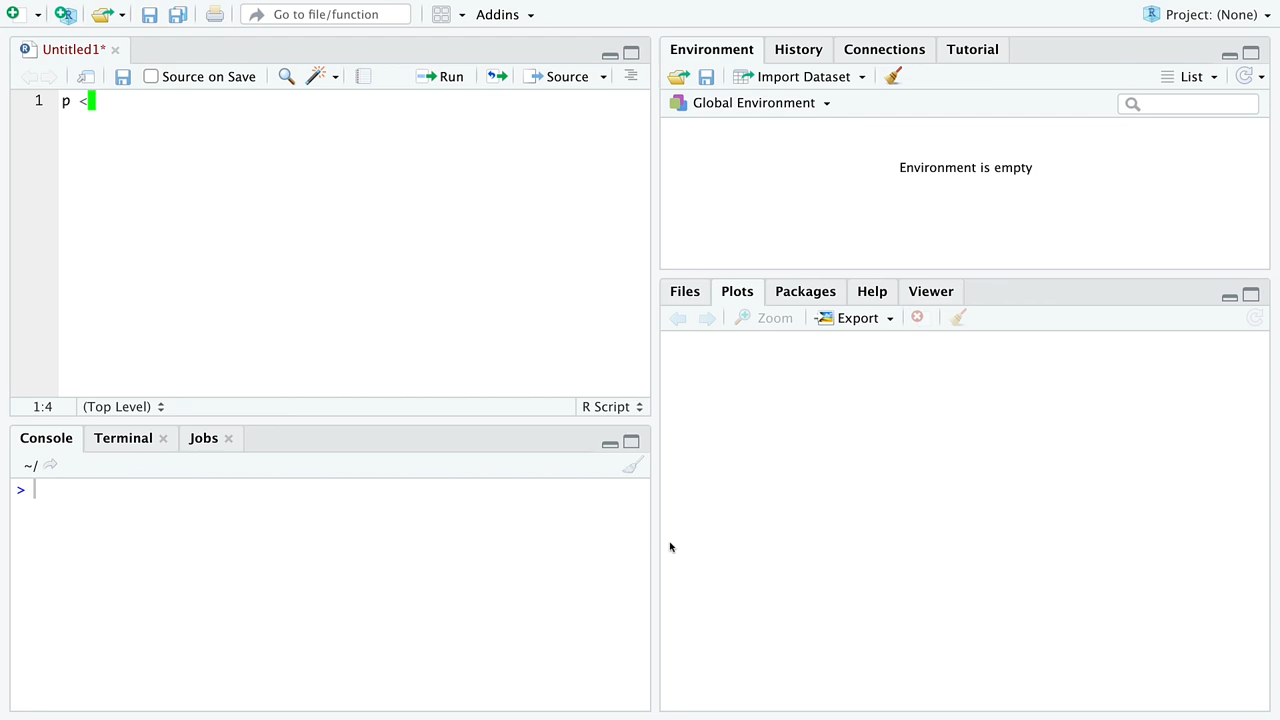 Go to file/function
Addins
Project: (None)
Untitled1*
Source on Save
Run
Source
1 p <
1:4
(Top Level)
R Script
Console
Terminal
Jobs
~/
>
Environment
History
Connections
Tutorial
Import Dataset
List
Global Environment
Environment is empty
Files
Plots
Packages
Help
Viewer
Zoom
Export